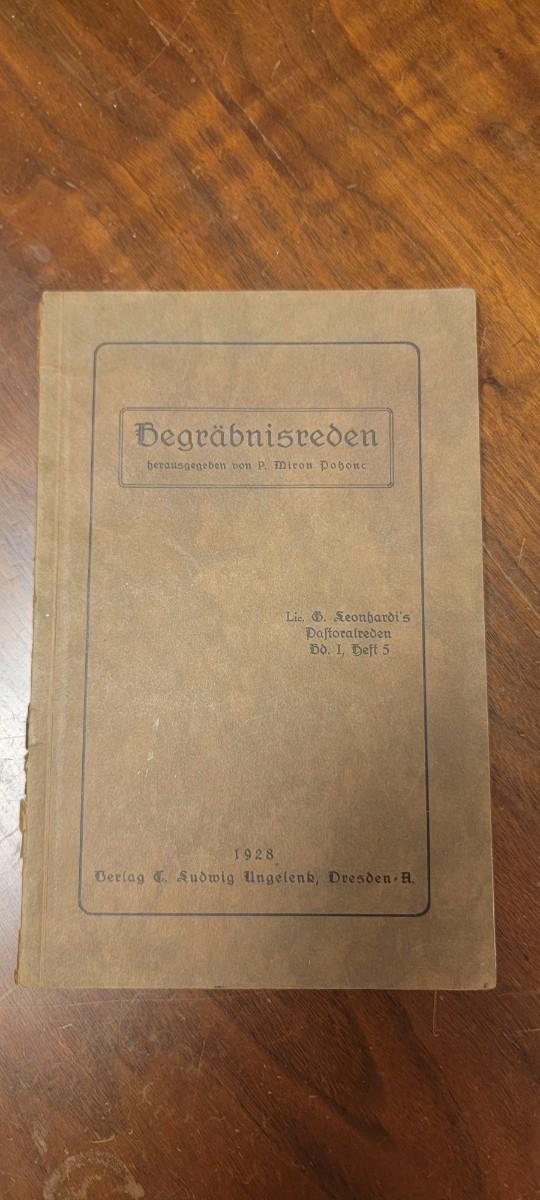 Begräbnisreden
herausgegeben von P. Miron Pohonc
Lic. G. Leonhardi's
Pastoralreden
Bd. I, Heft 5
1928
Verlag C. Ludwig Ungelenk, Dresden-A.